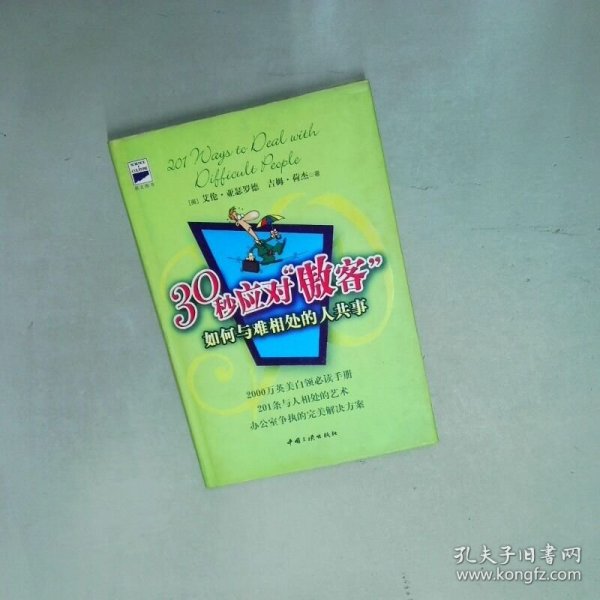 SCIENCE & CULTURE
201 Ways to Deal with
Difficult People
[美] 艾伦·亚瑟罗德 吉姆·荷杰 著
30秒应对“傲客”
如何与难相处的人共事
2000万英美白领必读手册
201条与人相处的艺术
办公室争执的完美解决方案
中国三峡出版社
孔夫子旧书网
www.kongfz.com